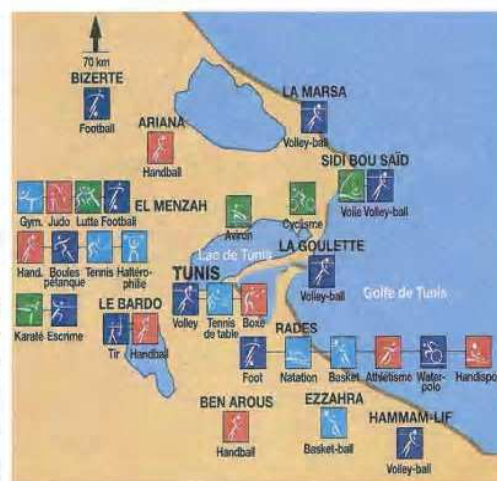 70 km
BIZERTE
Football
LA MARSA
Volley-ball
ARIANA
Handball
SIDI BOU SAÏD
Voile Volley-ball
Gym. Judo Lutte Football
EL MENZAH
Aviron
Cyclisme
Lac de Tunis
LA GOULETTE
Volley-ball
Golfe de Tunis
Hand. Boules pétanque Tennis Haltéro-philie
TUNIS
Volley Tennis de table Boxe
Karaté Escrime
LE BARDO
Tir Handball
RADES
Foot Natation Basket Athlétisme Water-polo Handisport
BEN AROUS
Handball
EZZAHRA
Basket-ball
HAMMAM-LIF
Volley-ball